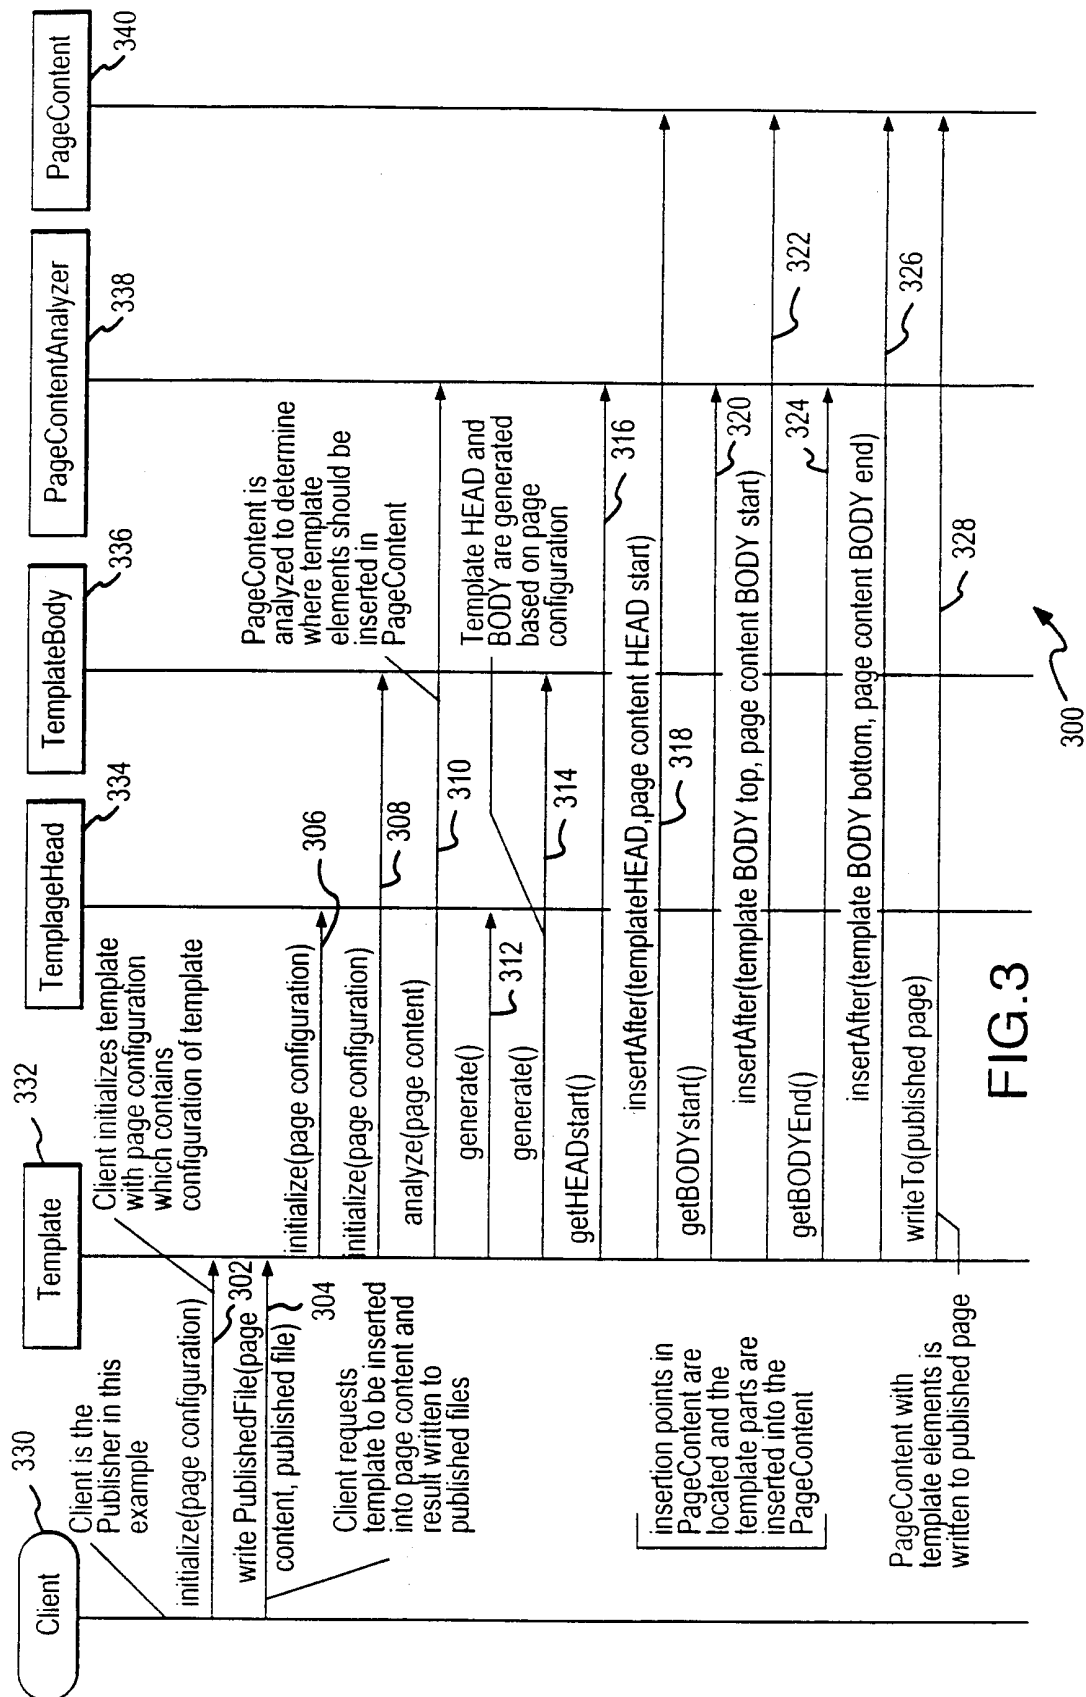 Client
330
Template
332
TemplageHead
334
TemplateBody
336
PageContentAnalyzer
338
PageContent
340
Client is the
Publisher in this
example
Client initializes template
with page configuration
which contains
configuration of template
initialize(page configuration)
302
write PublishedFile(page
content, published file)
304
Client requests
template to be inserted
into page content and
result written to
published files
initialize(page configuration)
306
initialize(page configuration)
308
PageContent is
analyzed to determine
where template
elements should be
inserted in
PageContent
analyze(page content)
310
generate()
312
Template HEAD and
BODY are generated
based on page
configuration
generate()
314
getHEADstart()
316
insertAfter(templateHEAD,page content HEAD start)
318
getBODYstart()
320
insertAfter(template BODY top, page content BODY start)
322
getBODYEnd()
324
insertAfter(template BODY bottom, page content BODY end)
326
writeTo(published page)
328
insertion points in
PageContent are
located and the
template parts are
inserted into the
PageContent
PageContent with
template elements is
written to published page
300
FIG.3